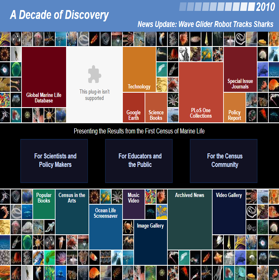 2010
A Decade of Discovery
News Update: Wave Glider Robot Tracks Sharks
Global Marine Life
Database
This plug-in isn't
supported
Technology
Special Issue
Journals
Google
Earth
Science
Books
PLoS One
Collections
Policy
Report
Presenting the Results from the First Census of Marine Life
For Scientists and
Policy Makers
For Educators and
the Public
For the Census
Community
Popular
Books
Census in the
Arts
Music
Video
Archived News
Video Gallery
Ocean Life
Screensaver
Image Gallery